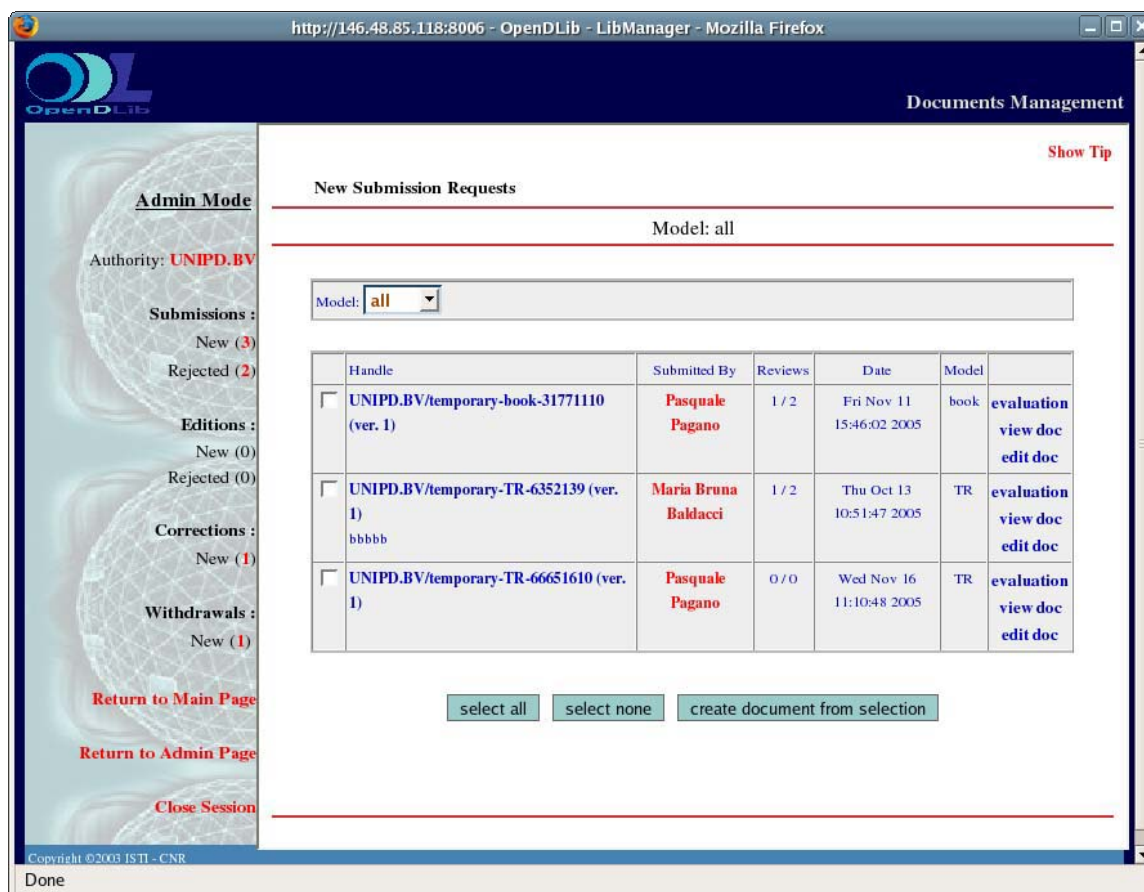 http://146.48.85.118:8006 - OpenDLib - LibManager - Mozilla Firefox
OpenDLib
Documents Management
Show Tip
Admin Mode
Authority: UNIPD.BV
Submissions :
New (3)
Rejected (2)
Editions :
New (0)
Rejected (0)
Corrections :
New (1)
Withdrawals :
New (1)
Return to Main Page
Return to Admin Page
Close Session
New Submission Requests
Model: all
Model: all
Handle Submitted By Reviews Date Model
UNIPD.BV/temporary-book-31771110 Pasquale 1 / 2 Fri Nov 11 book evaluation
(ver. 1) Pagano 15:46:02 2005 view doc
edit doc
UNIPD.BV/temporary-TR-6352139 (ver. Maria Bruna 1 / 2 Thu Oct 13 TR evaluation
1) Baldacci 10:51:47 2005 view doc
bbbbb edit doc
UNIPD.BV/temporary-TR-66651610 (ver. Pasquale 0 / 0 Wed Nov 16 TR evaluation
1) Pagano 11:10:48 2005 view doc
edit doc
select all select none create document from selection
Copyright ©2003 ISTI - CNR
Done